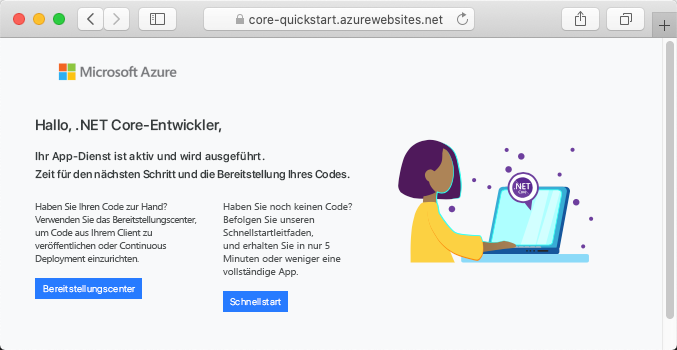 core-quickstart.azurewebsites.net
Microsoft Azure
Hallo, .NET Core-Entwickler,
Ihr App-Dienst ist aktiv und wird ausgeführt.
Zeit für den nächsten Schritt und die Bereitstellung Ihres Codes.
Haben Sie Ihren Code zur Hand?
Verwenden Sie das Bereitstellungscenter,
um Code aus Ihrem Client zu
veröffentlichen oder Continuous
Deployment einzurichten.
Bereitstellungscenter
Haben Sie noch keinen Code?
Befolgen Sie unseren
Schnellstartleitfaden,
und erhalten Sie in nur 5
Minuten oder weniger eine
vollständige App.
Schnellstart
.NET
Core